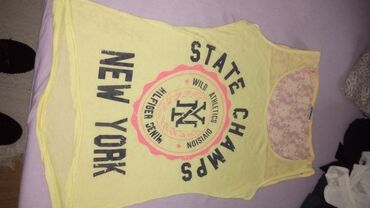 STATE CHAMPS
WILD ATHLETICS DIVISION
NY
HILFIGER DENIM
NEW YORK